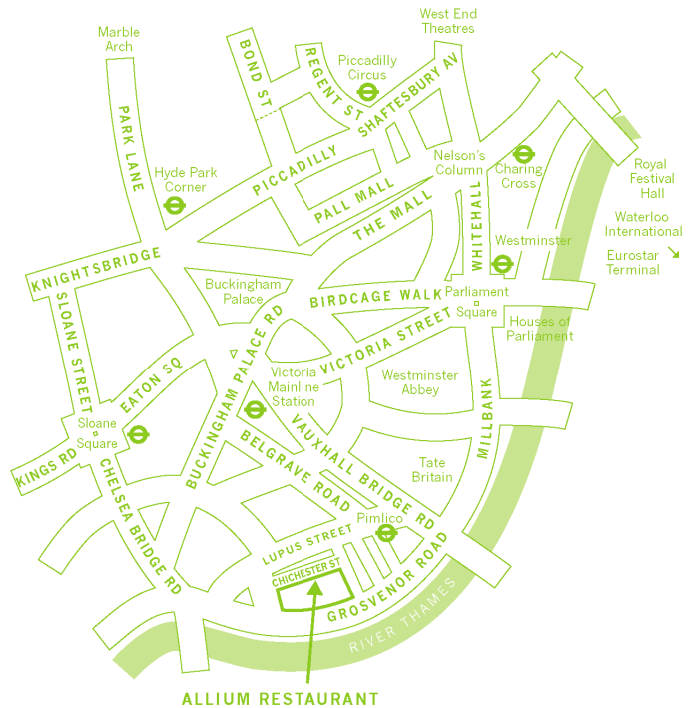 West End
Theatres
Marble
Arch
BOND ST
REGENT ST
Piccadilly
Circus
SHAFTESBURY AV
PARK LANE
Hyde Park
Corner
PICCADILLY
Nelson's
Column
Charing
Cross
Royal
Festival
Hall
PALL MALL
THE MALL
WHITEHALL
Waterloo
International
Westminster
Eurostar
Terminal
KNIGHTSBRIDGE
Buckingham
Palace
BIRDCAGE WALK
Parliament
Square
SLOANE STREET
BUCKINGHAM PALACE RD
VICTORIA STREET
Houses of
Parliament
EATON SQ
Victoria
Mainline
Station
Westminster
Abbey
MILLBANK
Sloane
Square
KINGS RD
CHELSEA BRIDGE RD
BELGRAVE ROAD
VAUXHALL BRIDGE RD
Tate
Britain
Pimlico
LUPUS STREET
CHICHESTER ST
GROSVENOR ROAD
RIVER THAMES
ALLIUM RESTAURANT